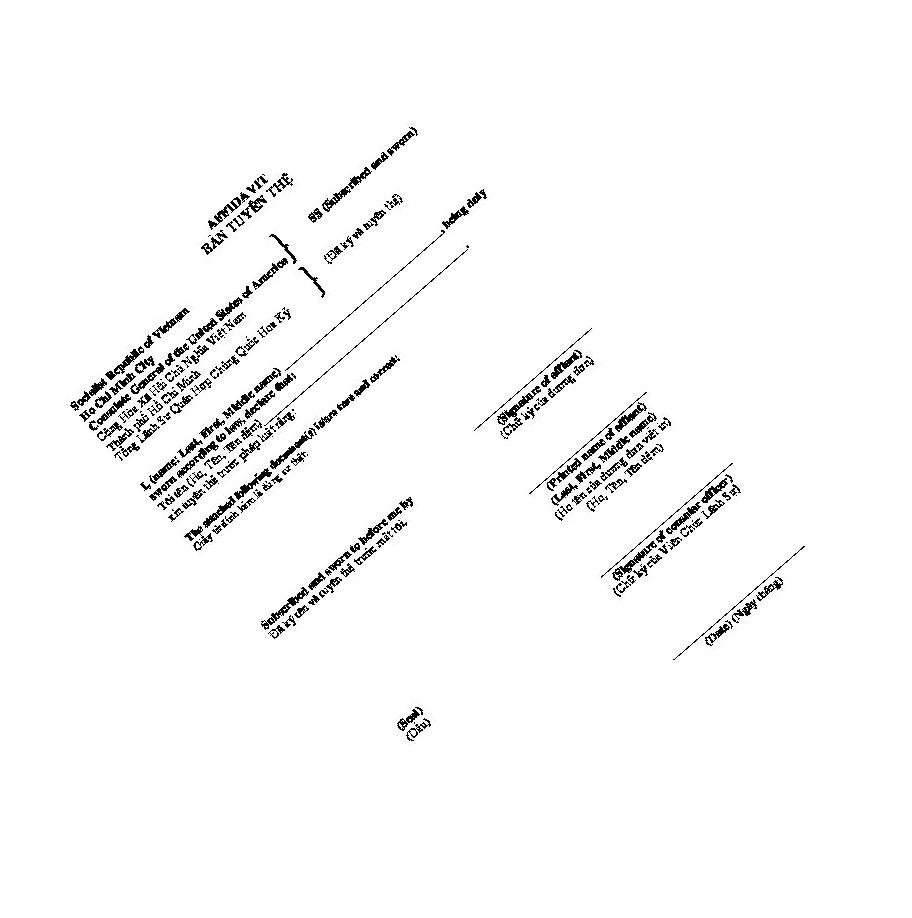 AFFIDAVIT
BẢN TUYÊN THỆ
Socialist Republic of Vietnam
Ho Chi Minh City
Consulate General of the United States of America
SS (Subscribed and sworn)
Cộng Hòa Xã Hội Chủ Nghĩa Việt Nam
Thành phố Hồ Chí Minh
Tổng Lãnh Sự Quán Hợp Chủng Quốc Hoa Kỳ
(Đã ký và tuyên thệ)
I, (name: Last, First, Middle name) , being duly
sworn according to law, declare that:
Tôi tên (Họ, Tên, Tên đệm) ,
xin tuyên thệ trước pháp luật rằng:
The attached following document(s) is/are true and correct:
Giấy tờ đính kèm là đúng sự thật:
(Signature of affiant)
(Chữ ký của đương đơn)
(Printed name of affiant)
(Last, First, Middle name)
(Họ tên của đương đơn viết in)
(Họ, Tên, Tên đệm)
Subscribed and sworn to before me by
Đã ký tên và tuyên thệ trước mặt tôi,
(Signature of consular officer)
(Chữ ký của Viên Chức Lãnh Sự)
(Date) (Ngày tháng)
(Seal)
(Dấu)